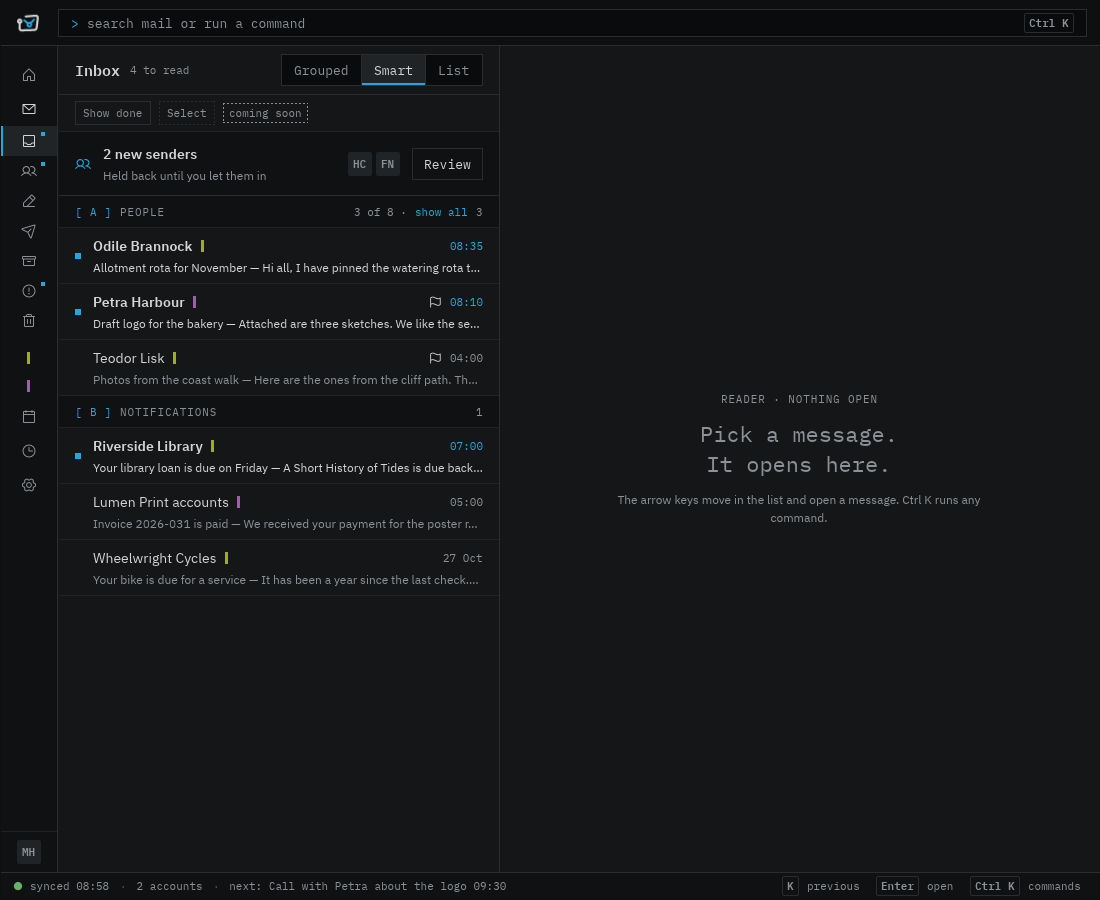 > search mail or run a command Ctrl K
Inbox 4 to read Grouped Smart List
Show done Select coming soon
2 new senders
Held back until you let them in
HC FN Review
[ A ] PEOPLE 3 of 8 · show all 3
Odile Brannock 08:35
Allotment rota for November — Hi all, I have pinned the watering rota t...
Petra Harbour 08:10
Draft logo for the bakery — Attached are three sketches. We like the se...
Teodor Lisk 04:00
Photos from the coast walk — Here are the ones from the cliff path. Th...
[ B ] NOTIFICATIONS 1
Riverside Library 07:00
Your library loan is due on Friday — A Short History of Tides is due back...
Lumen Print accounts 05:00
Invoice 2026-031 is paid — We received your payment for the poster r...
Wheelwright Cycles 27 Oct
Your bike is due for a service — It has been a year since the last check....
READER · NOTHING OPEN
Pick a message.
It opens here.
The arrow keys move in the list and open a message. Ctrl K runs any
command.
MH
synced 08:58 · 2 accounts · next: Call with Petra about the logo 09:30
K previous Enter open Ctrl K commands